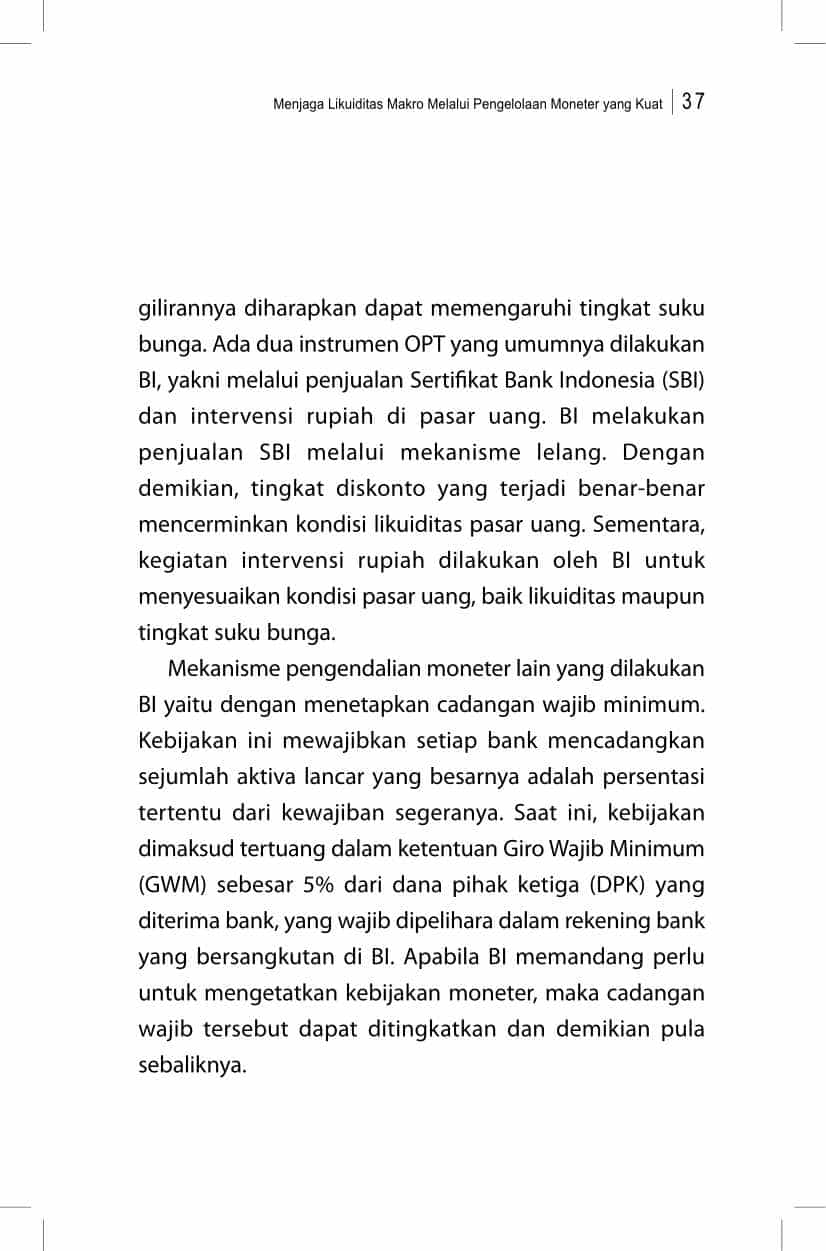 Menjaga Likuiditas Makro Melalui Pengelolaan Moneter yang Kuat 37
gilirannya diharapkan dapat memengaruhi tingkat suku
bunga. Ada dua instrumen OPT yang umumnya dilakukan
BI, yakni melalui penjualan Sertifikat Bank Indonesia (SBI)
dan intervensi rupiah di pasar uang. BI melakukan
penjualan SBI melalui mekanisme lelang. Dengan
demikian, tingkat diskonto yang terjadi benar-benar
mencerminkan kondisi likuiditas pasar uang. Sementara,
kegiatan intervensi rupiah dilakukan oleh BI untuk
menyesuaikan kondisi pasar uang, baik likuiditas maupun
tingkat suku bunga.
Mekanisme pengendalian moneter lain yang dilakukan
BI yaitu dengan menetapkan cadangan wajib minimum.
Kebijakan ini mewajibkan setiap bank mencadangkan
sejumlah aktiva lancar yang besarnya adalah persentasi
tertentu dari kewajiban segeranya. Saat ini, kebijakan
dimaksud tertuang dalam ketentuan Giro Wajib Minimum
(GWM) sebesar 5% dari dana pihak ketiga (DPK) yang
diterima bank, yang wajib dipelihara dalam rekening bank
yang bersangkutan di BI. Apabila BI memandang perlu
untuk mengetatkan kebijakan moneter, maka cadangan
wajib tersebut dapat ditingkatkan dan demikian pula
sebaliknya.